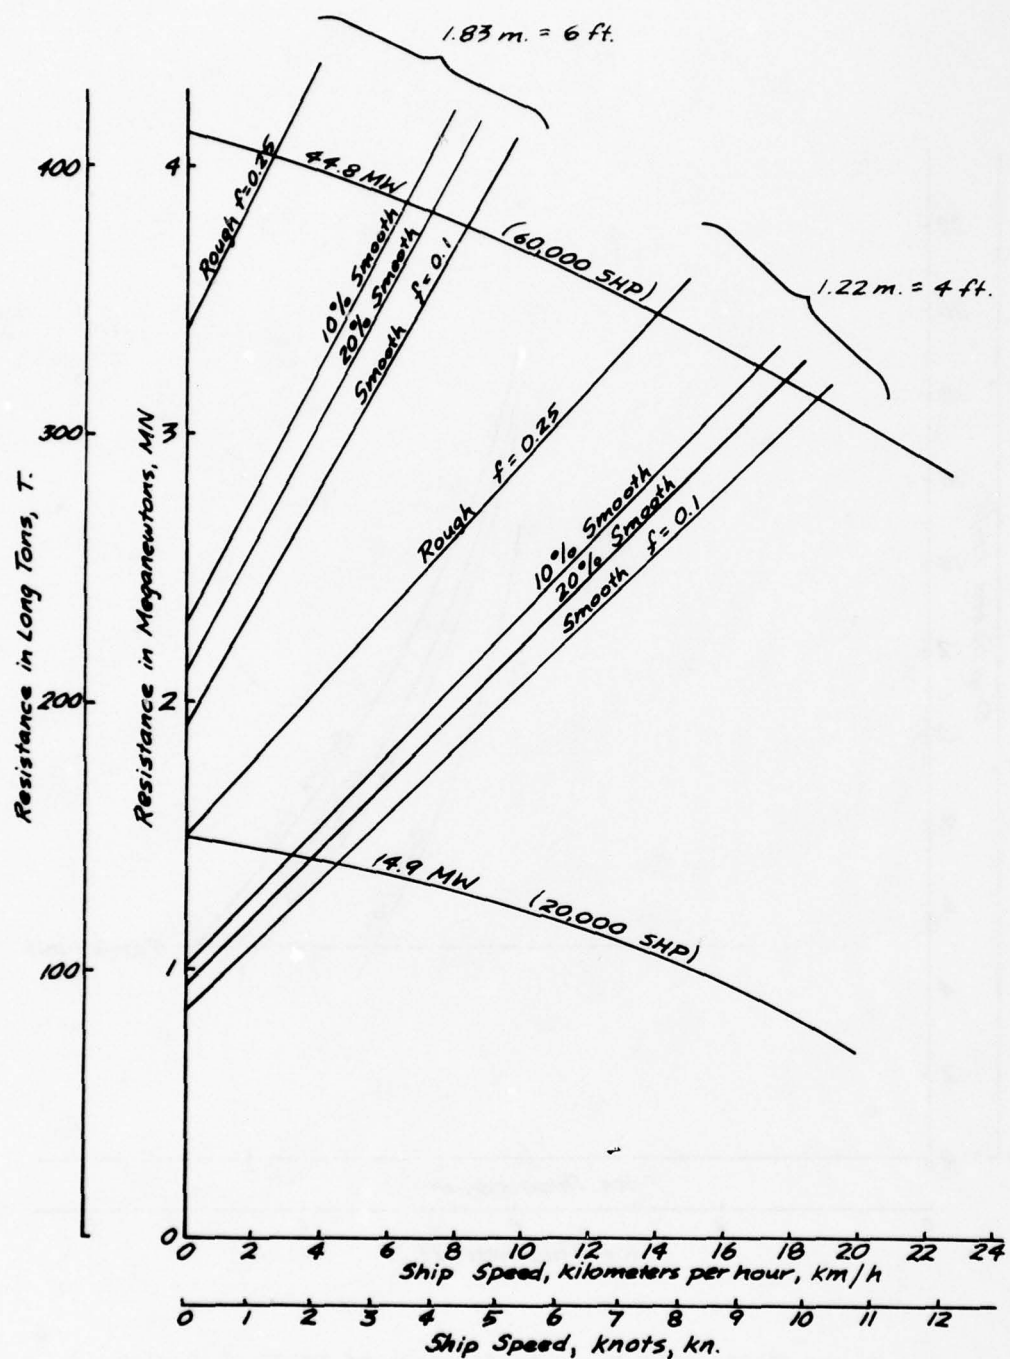 1.83 m. = 6 ft.
400
4
44.8 MW
(60,000 SHP)
Rough f=0.25
10% Smooth
20% Smooth
Smooth f=0.1
1.22 m. = 4 ft.
300
3
Rough f=0.25
10% Smooth
20% Smooth
Smooth f=0.1
Resistance in Long Tons, T.
Resistance in Meganewtons, MN
200
2
14.9 MW
(20,000 SHP)
100
1
0
0 2 4 6 8 10 12 14 16 18 20 22 24
Ship Speed, kilometers per hour, km/h
0 1 2 3 4 5 6 7 8 9 10 11 12
Ship Speed, knots, kn.